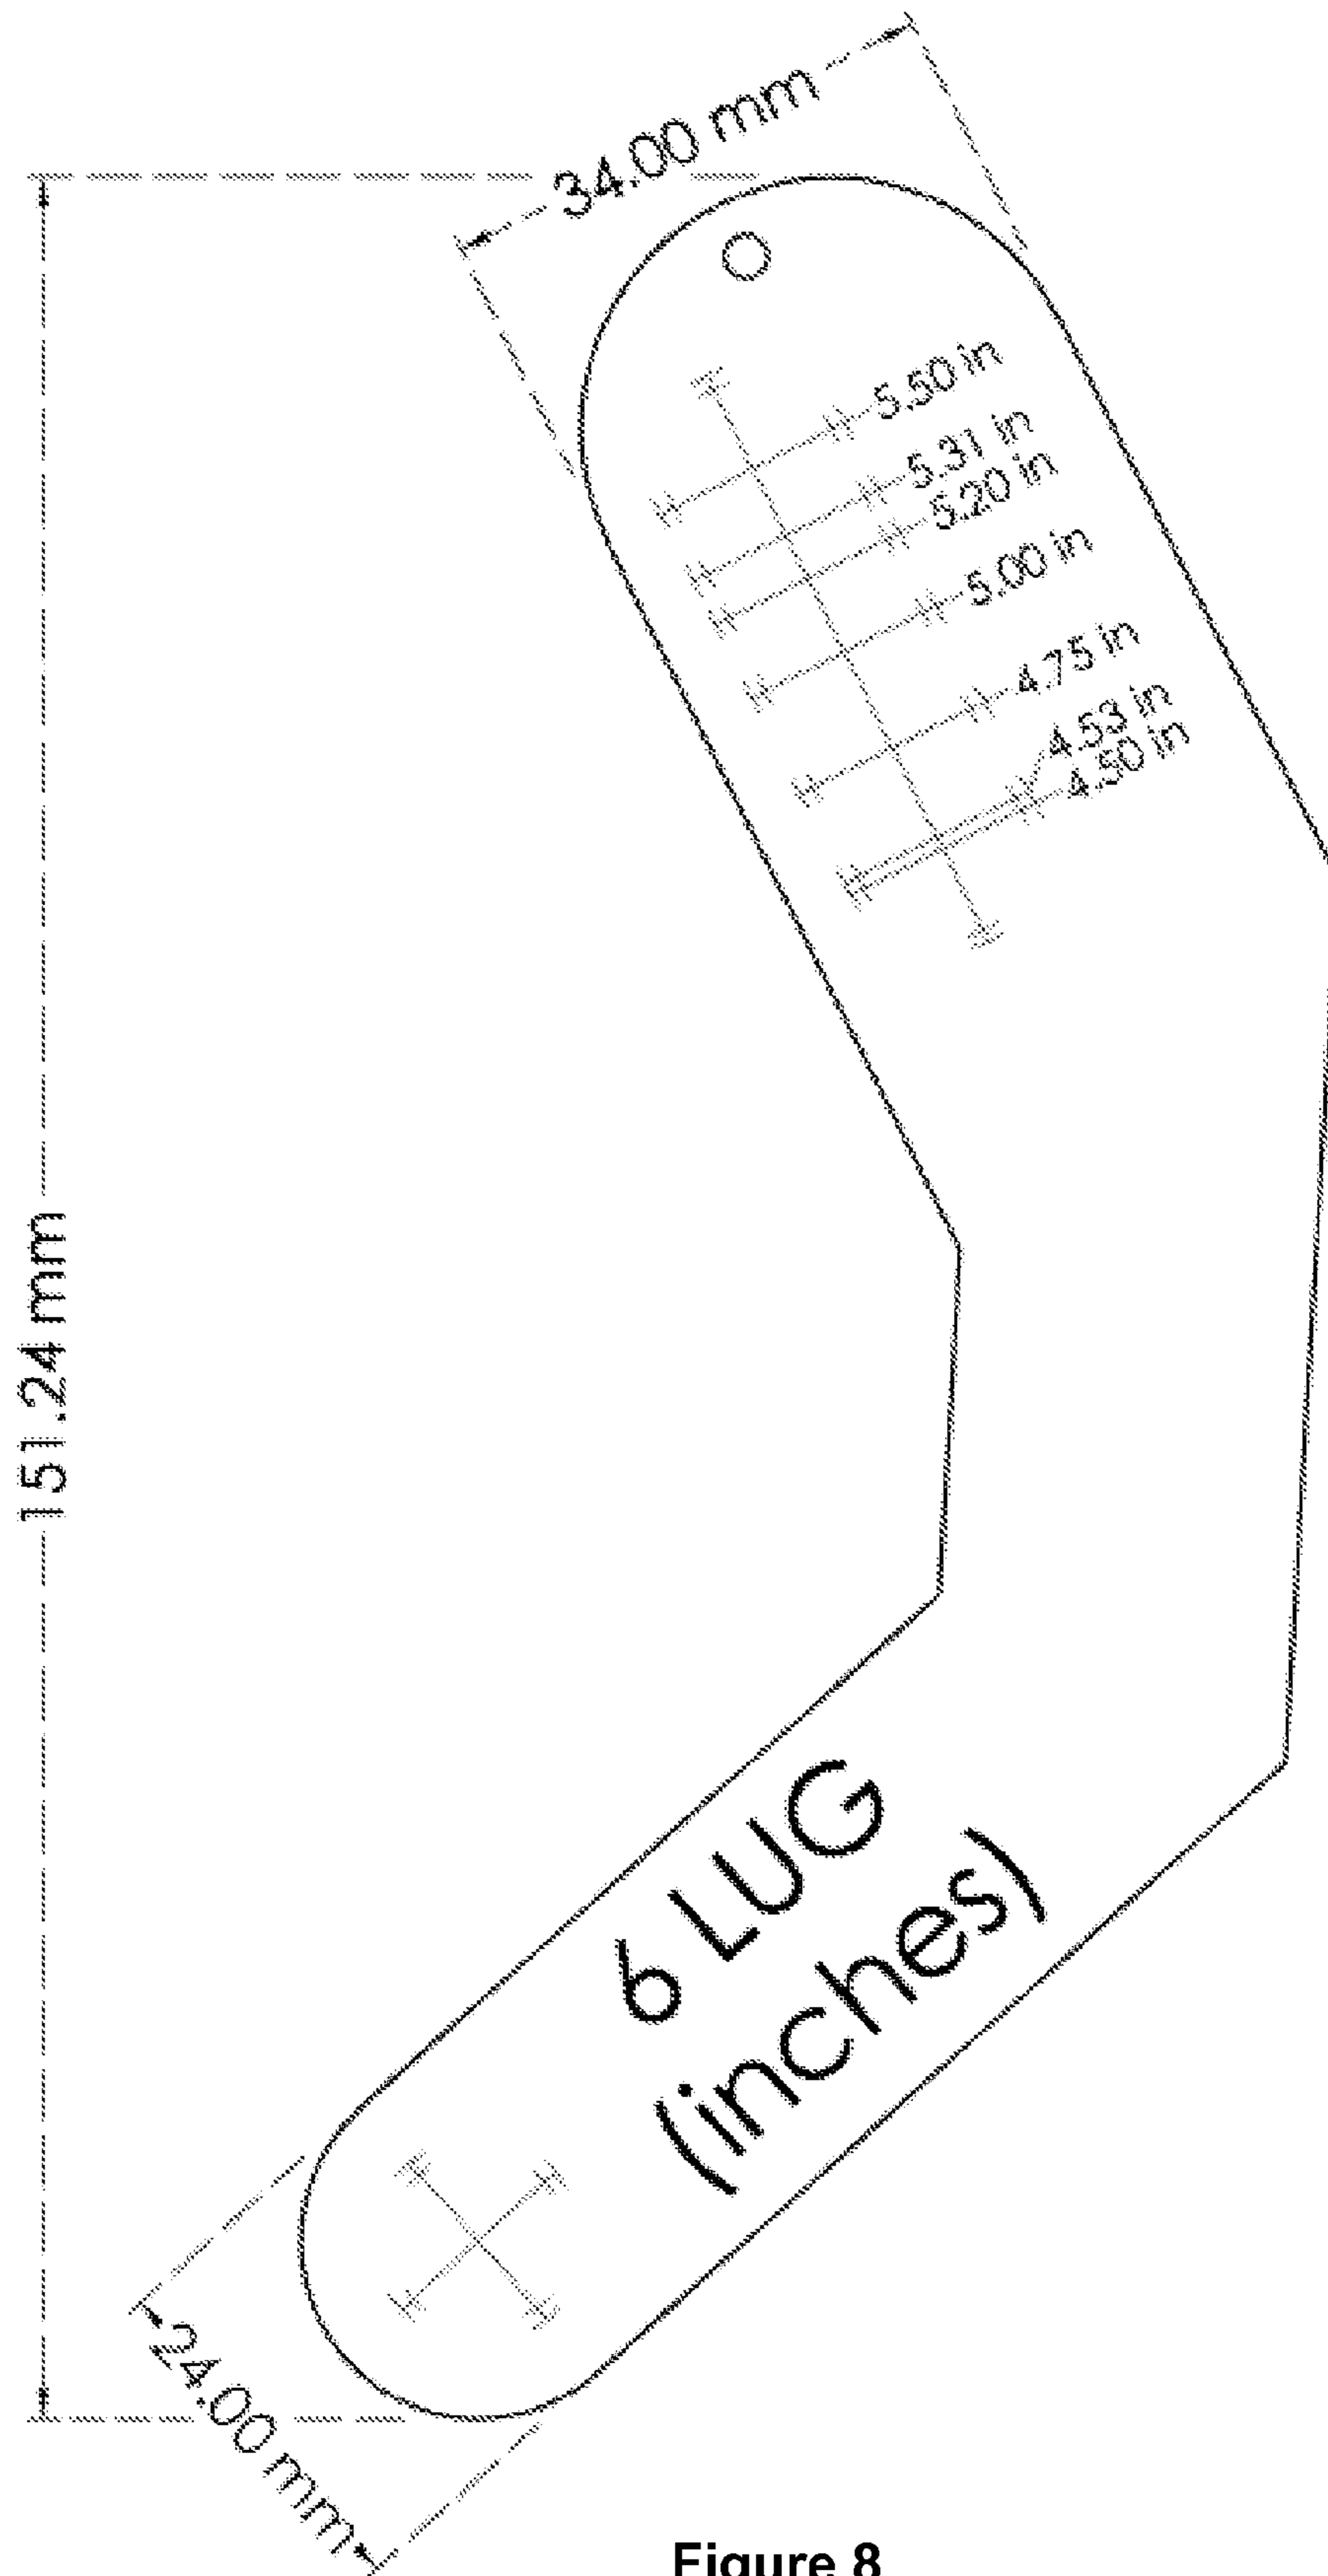 34.00 mm
5.50 in
5.31 in
5.20 in
5.00 in
4.75 in
4.53 in
4.50 in
151.24 mm
6 LUG
(inches)
24.00 mm
Figure 8